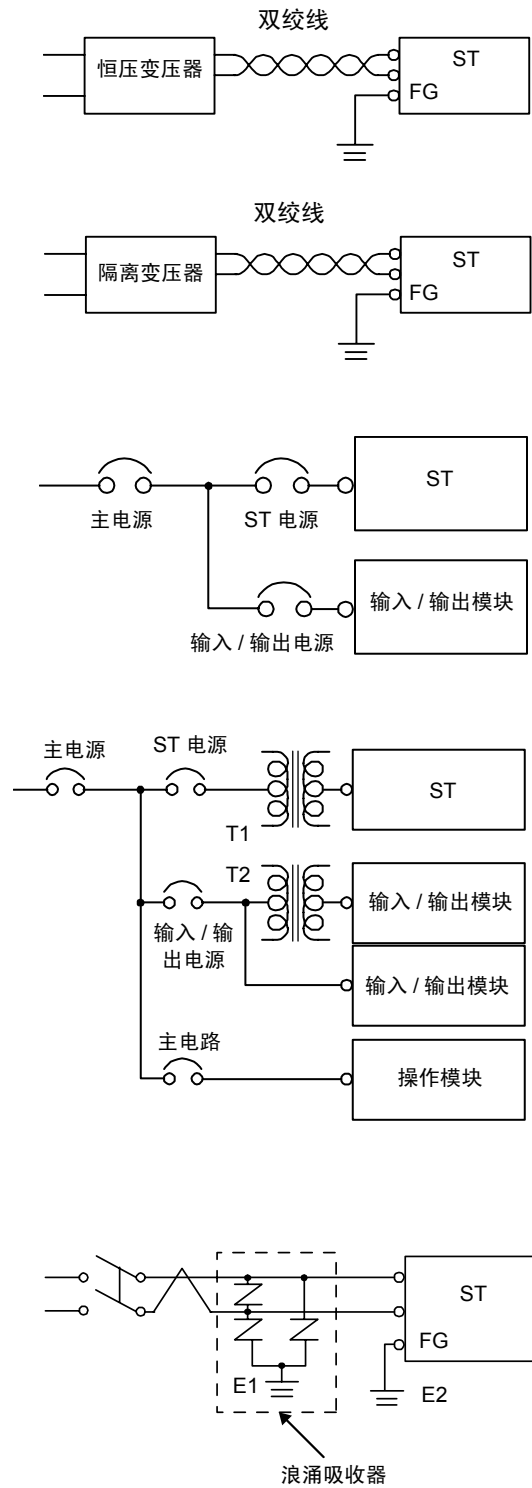 双绞线
恒压变压器
ST
FG
双绞线
隔离变压器
ST
FG
主电源
ST 电源
ST
输入 / 输出电源
输入 / 输出模块
主电源
ST 电源
T1
ST
T2
输入 / 输
出电源
输入 / 输出模块
输入 / 输出模块
主电路
操作模块
ST
FG
E1
E2
浪涌吸收器